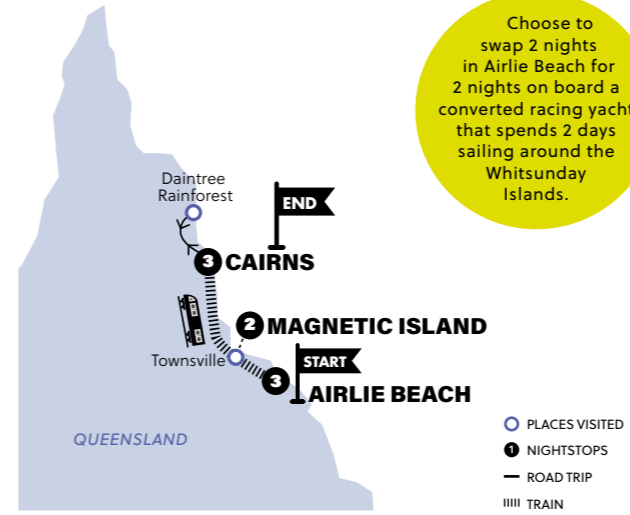 Choose to
swap 2 nights
in Airlie Beach for
2 nights on board a
converted racing yacht
that spends 2 days
sailing around the
Whitsunday
Islands.
Daintree
Rainforest
END
3 CAIRNS
2 MAGNETIC ISLAND
Townsville
START
3 AIRLIE BEACH
QUEENSLAND
PLACES VISITED
1 NIGHTSTOPS
ROAD TRIP
TRAIN